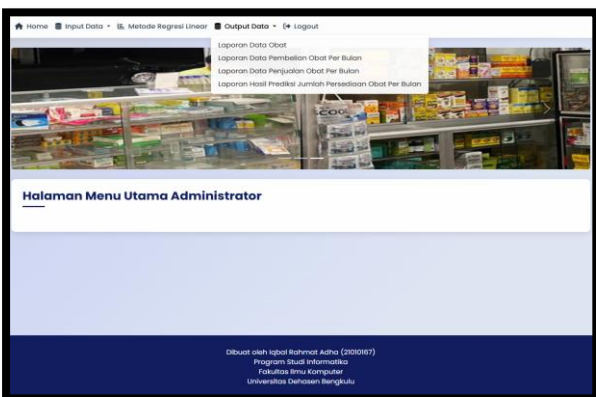 Home Input Data Metode Regresi Linear Output Data Logout
Laporan Data Obat
Laporan Data Pembelian Obat Per Bulan
Laporan Data Penjualan Obat Per Bulan
Laporan Hasil Prediksi Jumlah Persediaan Obat Per Bulan
Halaman Menu Utama Administrator
Dibuat oleh Iqbal Rahmat Adha (21010167)
Program Studi Informatika
Fakultas Ilmu Komputer
Universitas Dehasen Bengkulu